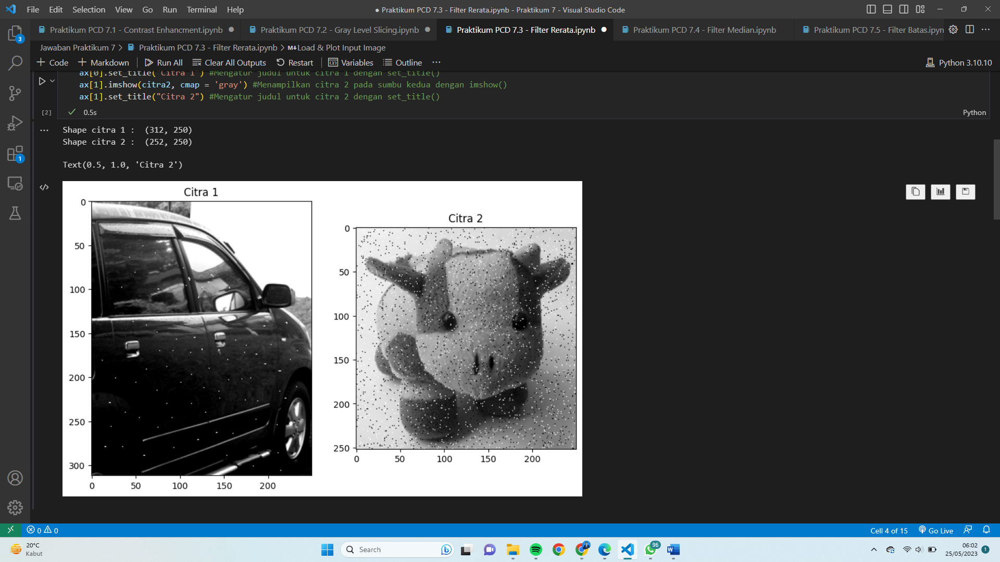 File Edit Selection View Go Run Terminal Help
● Praktikum PCD 7.3 - Filter Rerata.ipynb - Praktikum 7 - Visual Studio Code
Praktikum PCD 7.1 - Contrast Enhancment.ipynb
Praktikum PCD 7.2 - Gray Level Slicing.ipynb
Praktikum PCD 7.3 - Filter Rerata.ipynb
Praktikum PCD 7.4 - Filter Median.ipynb
Praktikum PCD 7.5 - Filter Batas.ipyn
Jawaban Praktikum 7 > Praktikum PCD 7.3 - Filter Rerata.ipynb > M↓Load & Plot Input Image
+ Code + Markdown Run All Clear All Outputs Restart Variables Outline ... Python 3.10.10
ax[0].set_title("Citra 1") #Mengatur judul untuk citra 1 dengan set_title()
ax[1].imshow(citra2, cmap = 'gray') #Menampilkan citra 2 pada sumbu kedua dengan imshow()
ax[1].set_title("Citra 2") #Mengatur judul untuk citra 2 dengan set_title()
[2] 0.5s Python
Shape citra 1 :  (312, 250)
Shape citra 2 :  (252, 250)
Text(0.5, 1.0, 'Citra 2')
Citra 1
0
50
100
150
200
250
300
0 50 100 150 200
Citra 2
0
50
100
150
200
250
0 50 100 150 200
3
1
0 0 Cell 4 of 15 Go Live
20°C
Kabut
Search
96
06:02
25/05/2023
1